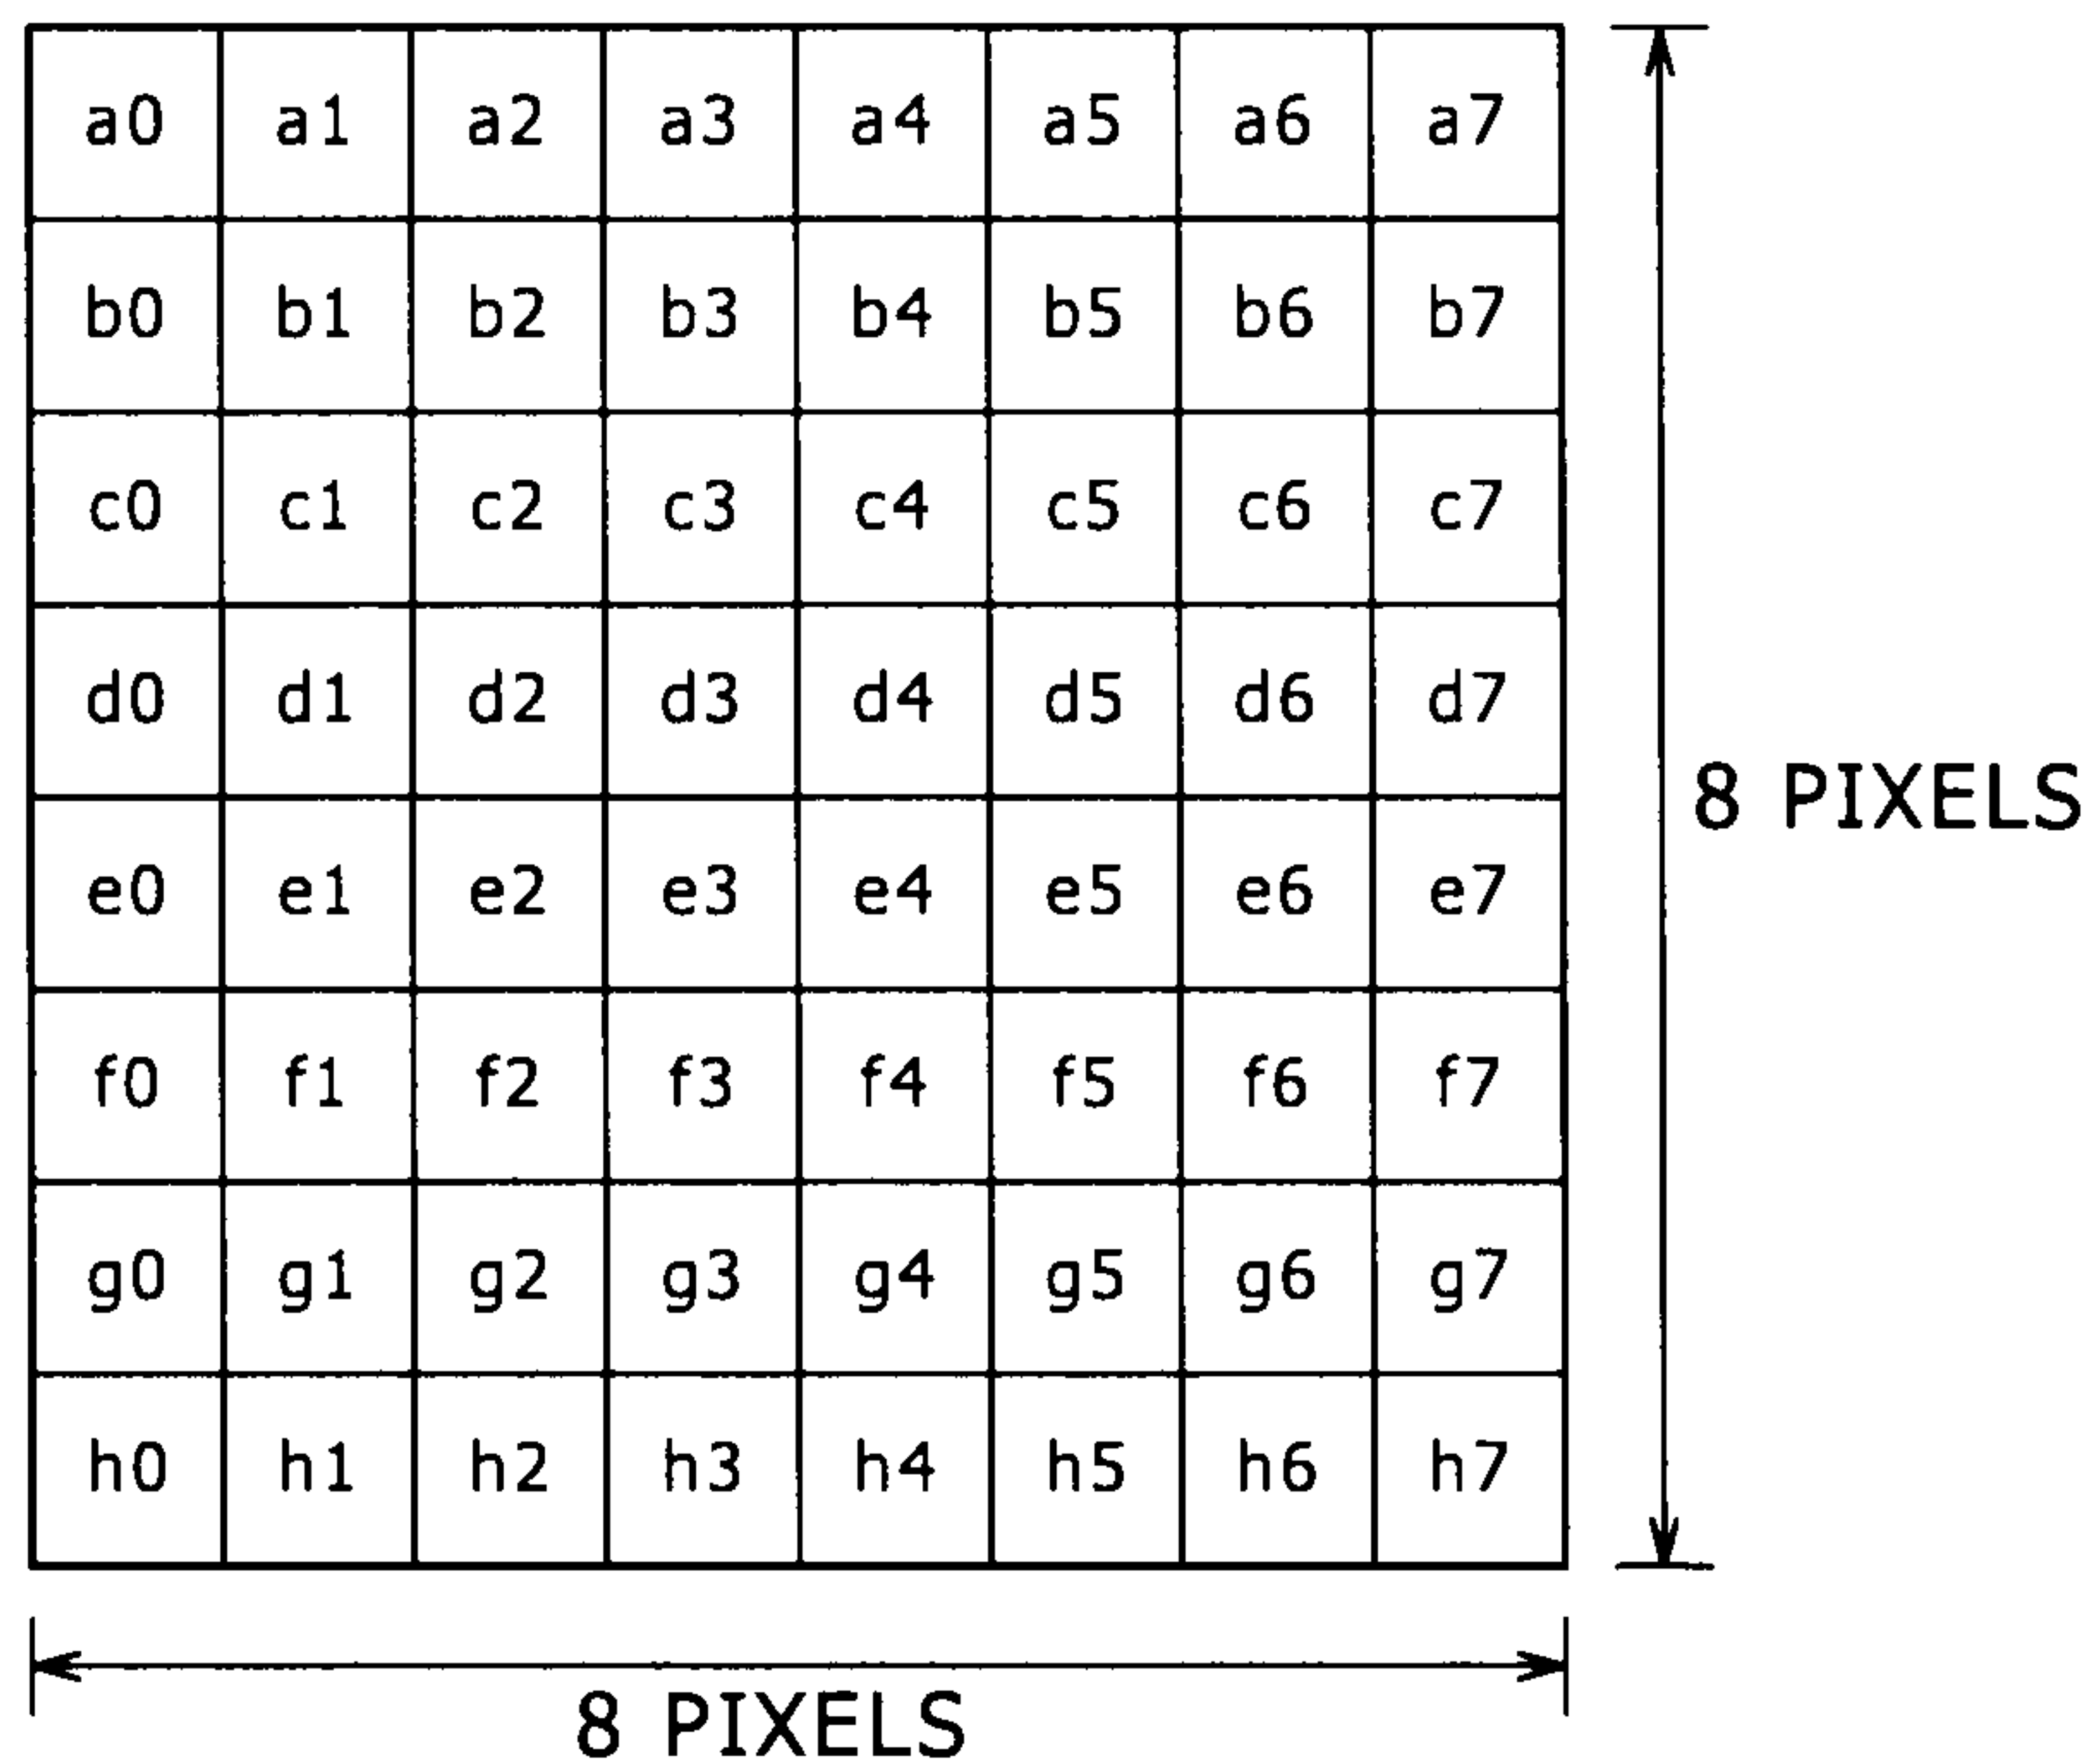 a0 a1 a2 a3 a4 a5 a6 a7
b0 b1 b2 b3 b4 b5 b6 b7
c0 c1 c2 c3 c4 c5 c6 c7
d0 d1 d2 d3 d4 d5 d6 d7
e0 e1 e2 e3 e4 e5 e6 e7
f0 f1 f2 f3 f4 f5 f6 f7
g0 g1 g2 g3 g4 g5 g6 g7
h0 h1 h2 h3 h4 h5 h6 h7
8 PIXELS
8 PIXELS